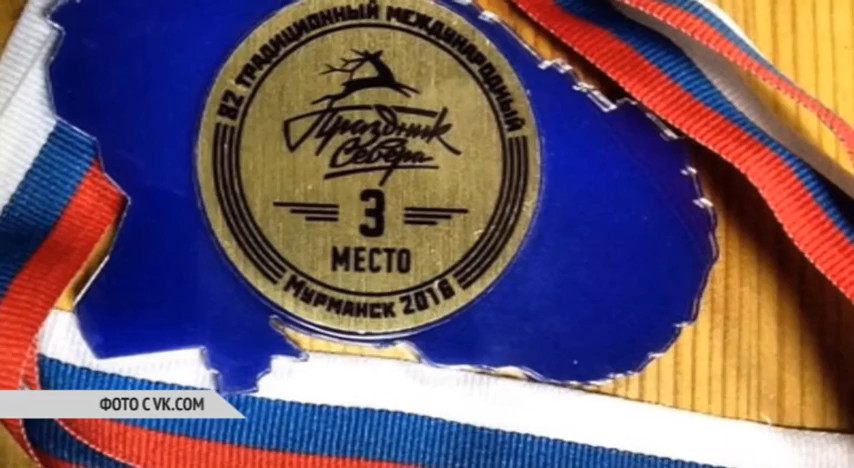 82 ТРАДИЦИОННЫЙ МЕЖДУНАРОДНЫЙ
Праздник
Севера
3
МЕСТО
МУРМАНСК 2016
ФОТО С VK.COM